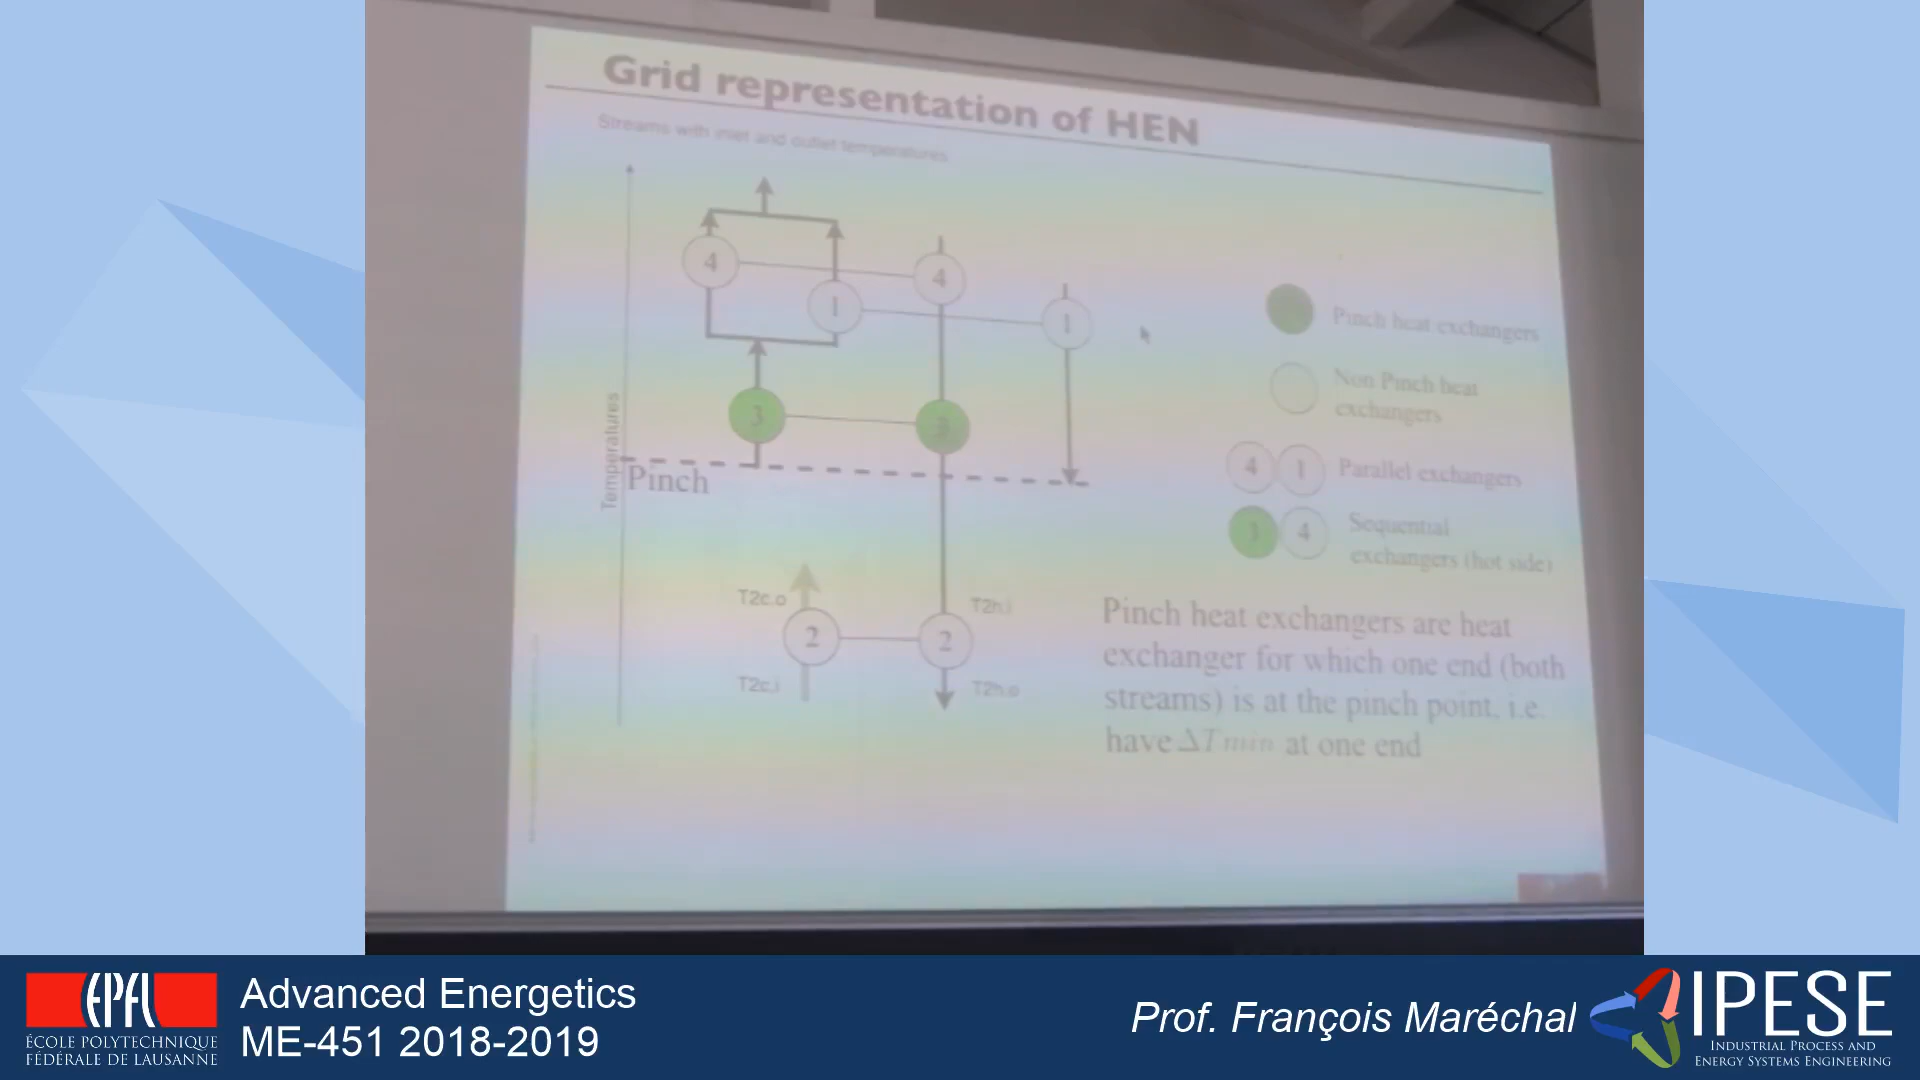 Grid representation of HEN
Streams with inlet and outlet temperatures
4
4
1
1
3
3
Temperatures
Pinch
T2c.o
T2h.i
2
2
T2c.i
T2h.o
Pinch heat exchangers
Non Pinch heat
exchangers
4 1 Parallel exchangers
3 4 Sequential
exchangers (hot side)
Pinch heat exchangers are heat
exchanger for which one end (both
streams) is at the pinch point, i.e.
have ΔTmin at one end
EPFL
ÉCOLE POLYTECHNIQUE
FÉDÉRALE DE LAUSANNE
Advanced Energetics
ME-451 2018-2019
Prof. François Maréchal
IPESE
INDUSTRIAL PROCESS AND
ENERGY SYSTEMS ENGINEERING